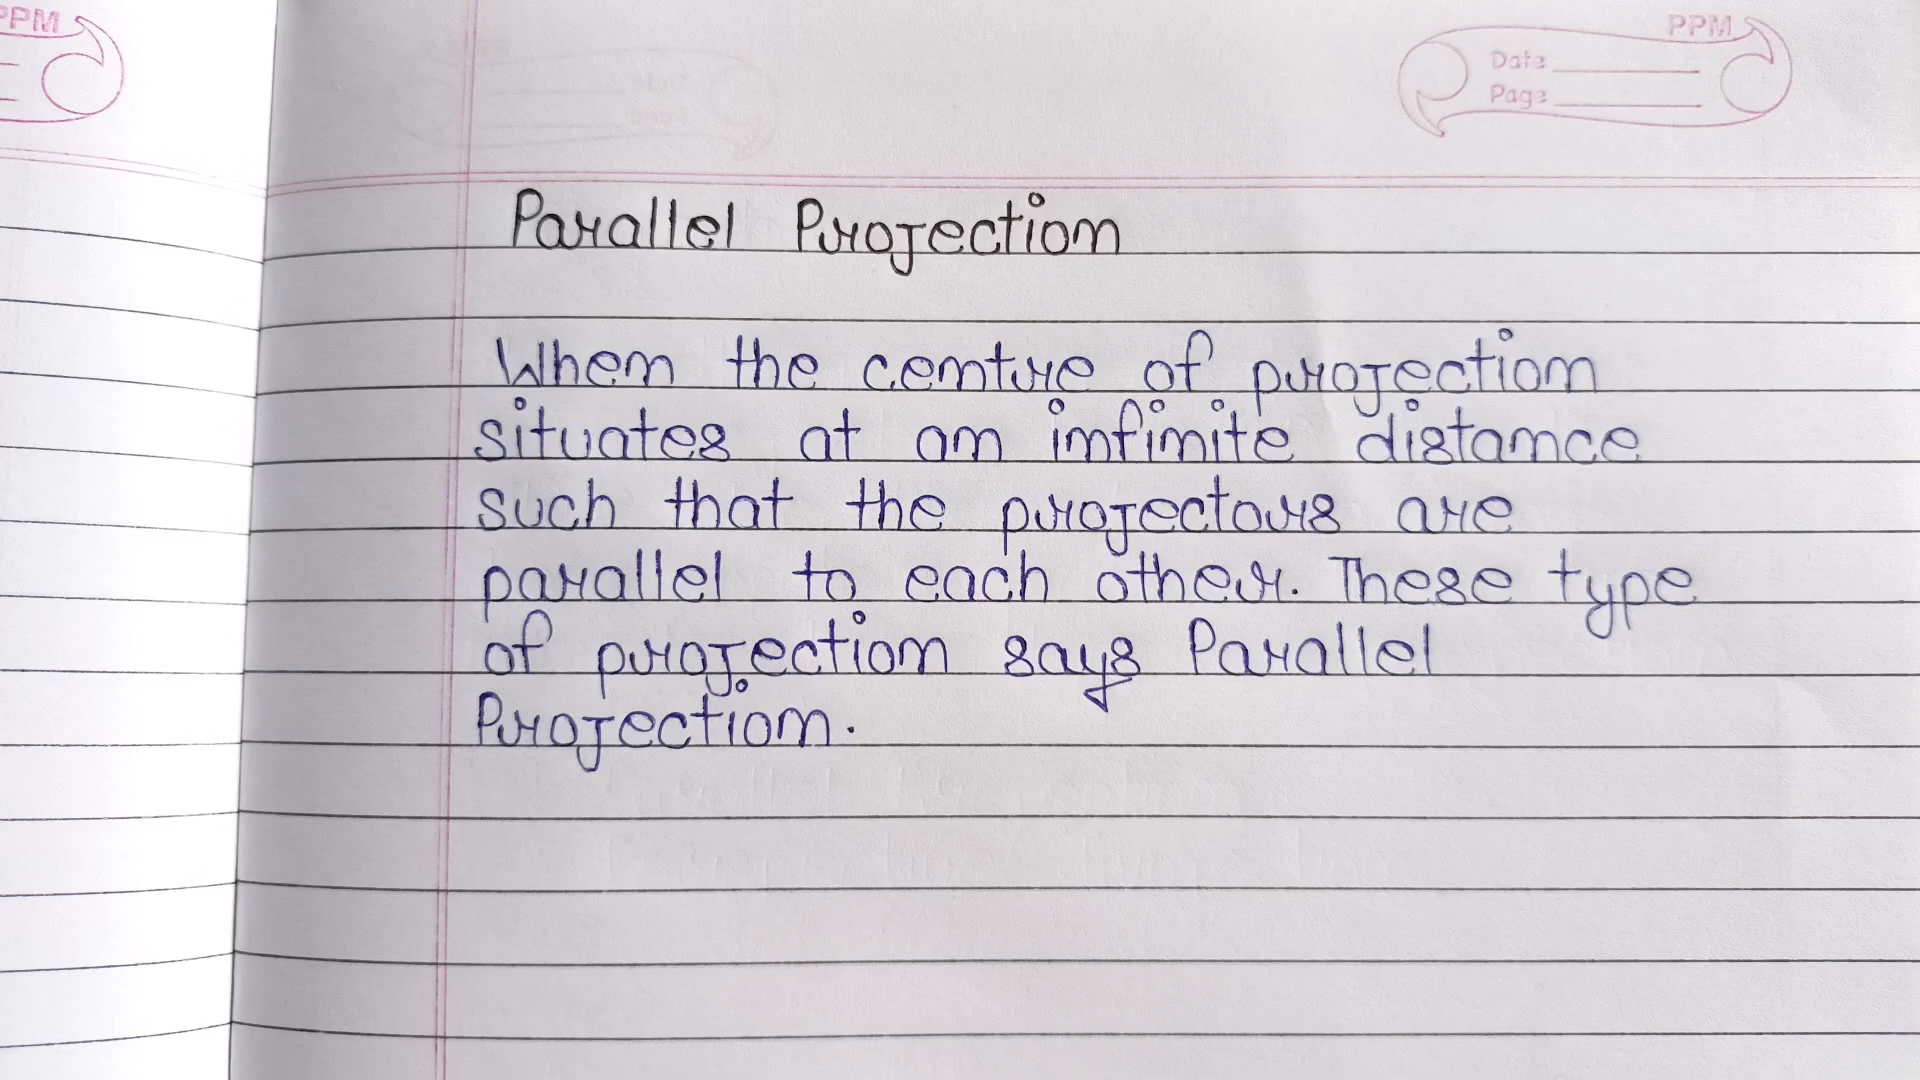 PPM
PPM
Date
Page
Parallel Projection
When the centre of projection
situates at an infinite distance
such that the projectors are
parallel to each other. These type
of projection says Parallel
Projection.